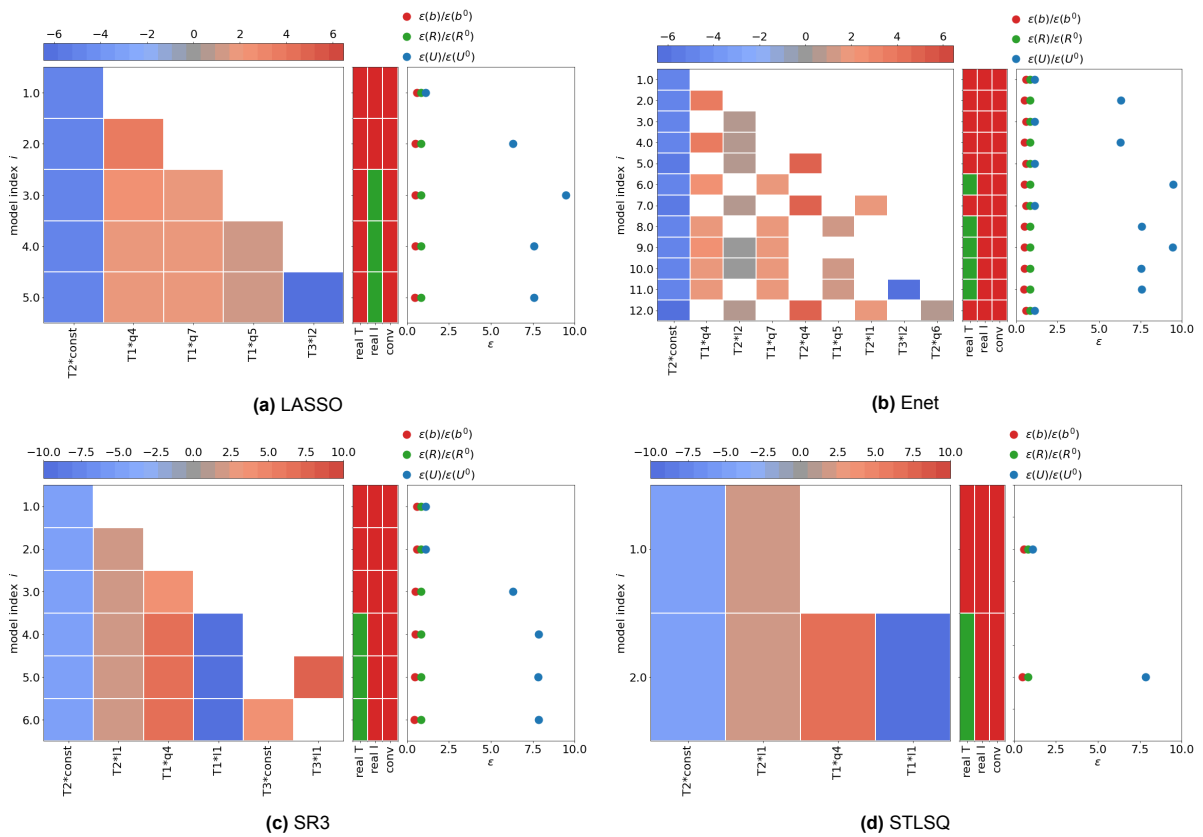 −6 −4 −2 0 2 4 6
ε(b)/ε(b⁰)
ε(R)/ε(R⁰)
ε(U)/ε(U⁰)
model index i
1.0
2.0
3.0
4.0
5.0
T2*const
T1*q4
T1*q7
T1*q5
T3*I2
real T
real I
conv
0.0 2.5 5.0 7.5 10.0
ε
(a) LASSO
−6 −4 −2 0 2 4 6
ε(b)/ε(b⁰)
ε(R)/ε(R⁰)
ε(U)/ε(U⁰)
model index i
1.0
2.0
3.0
4.0
5.0
6.0
7.0
8.0
9.0
10.0
11.0
12.0
T2*const
T1*q4
T2*I2
T1*q7
T2*q4
T1*q5
T2*I1
T3*I2
T2*q6
real T
real I
conv
0.0 2.5 5.0 7.5 10.0
ε
(b) Enet
−10.0 −7.5 −5.0 −2.5 0.0 2.5 5.0 7.5 10.0
ε(b)/ε(b⁰)
ε(R)/ε(R⁰)
ε(U)/ε(U⁰)
model index i
1.0
2.0
3.0
4.0
5.0
6.0
T2*const
T2*I1
T1*q4
T1*I1
T3*const
T3*I1
real T
real I
conv
0.0 2.5 5.0 7.5 10.0
ε
(c) SR3
−10.0 −7.5 −5.0 −2.5 0.0 2.5 5.0 7.5 10.0
ε(b)/ε(b⁰)
ε(R)/ε(R⁰)
ε(U)/ε(U⁰)
model index i
1.0
2.0
T2*const
T2*I1
T1*q4
T1*I1
real T
real I
conv
0.0 2.5 5.0 7.5 10.0
ε
(d) STLSQ